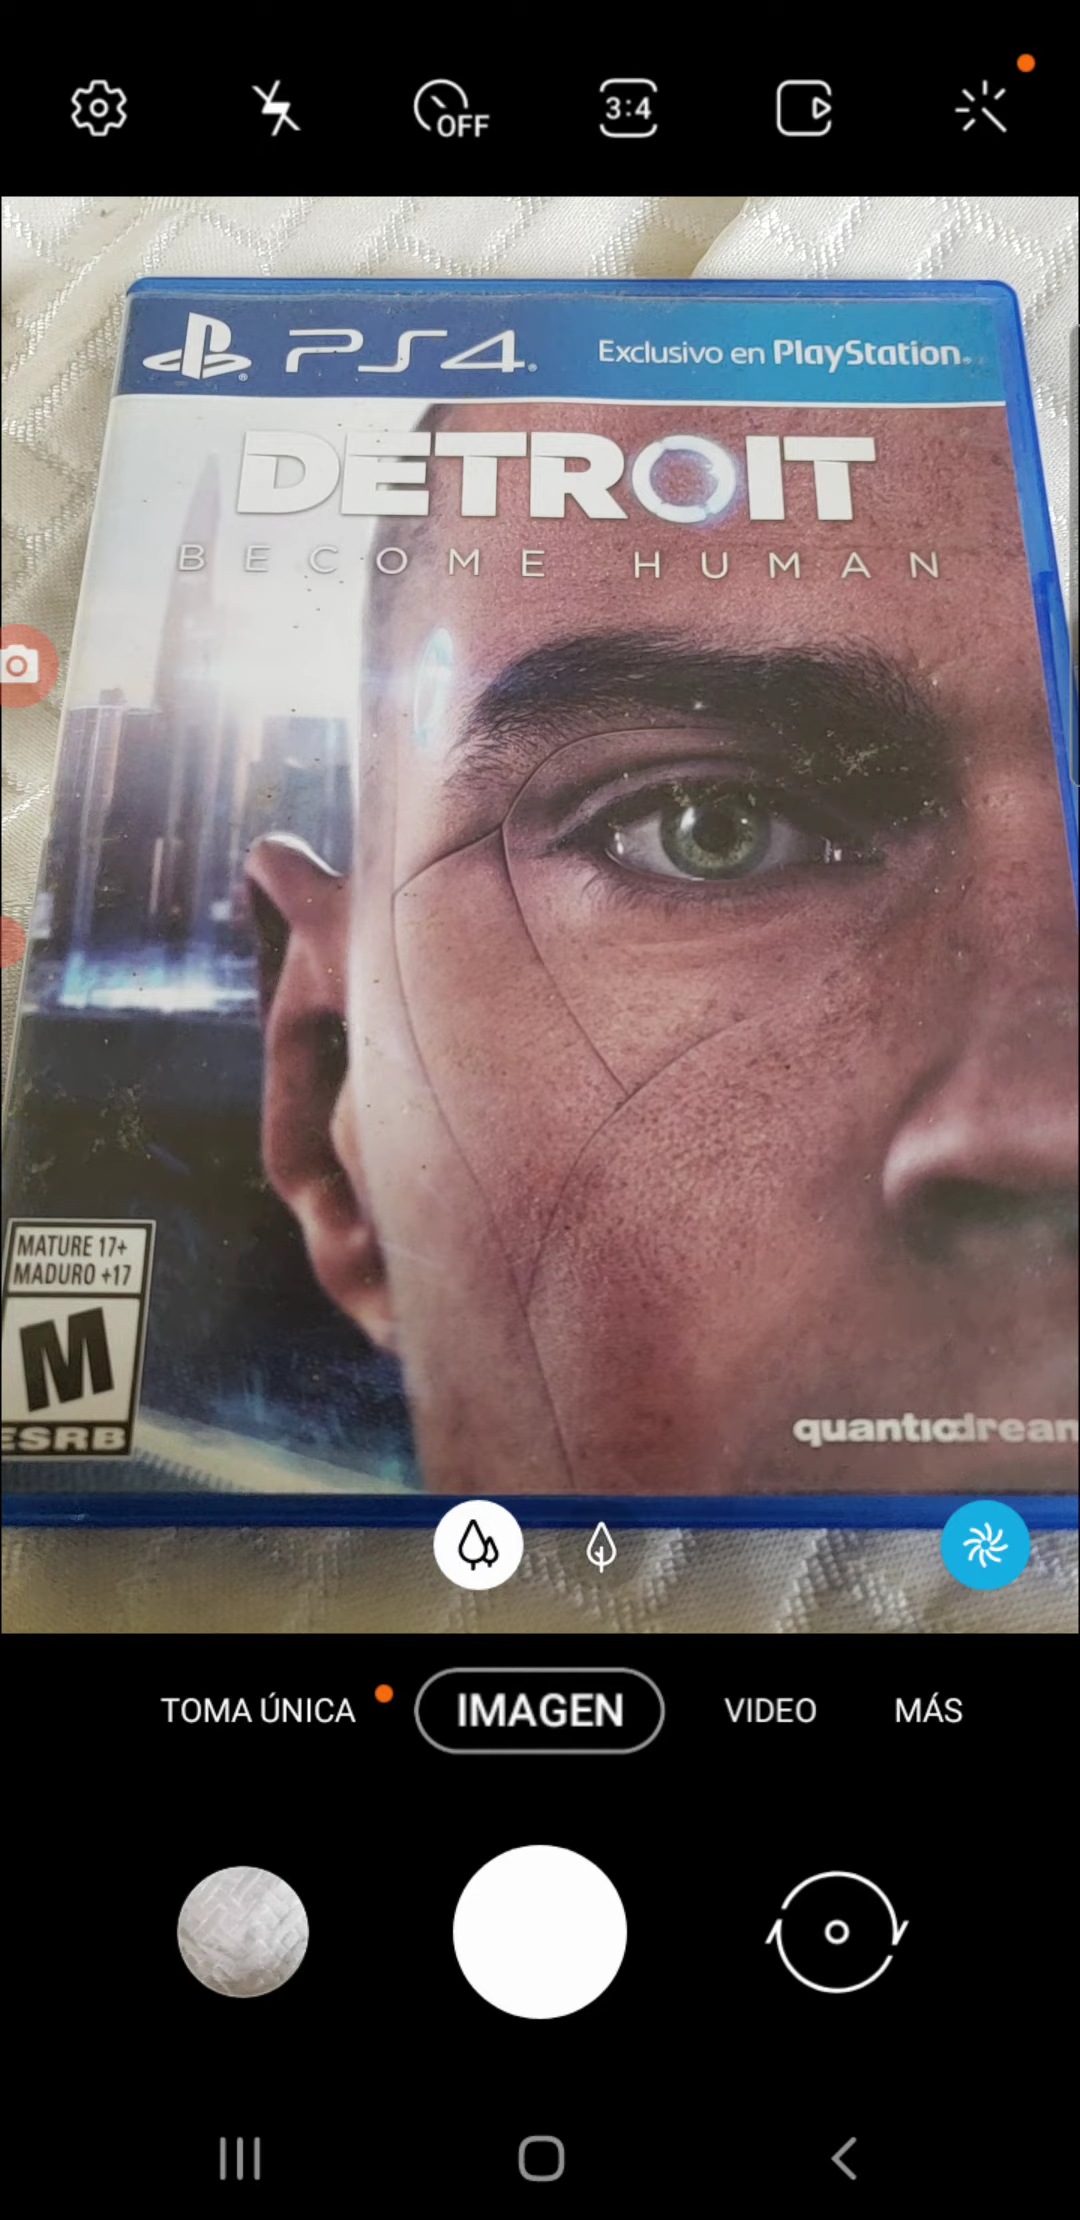 OFF
3:4
PS4
Exclusivo en PlayStation
DETROIT
BECOME HUMAN
MATURE 17+
MADURO +17
M
ESRB
quanticdream
TOMA ÚNICA
IMAGEN
VIDEO
MÁS